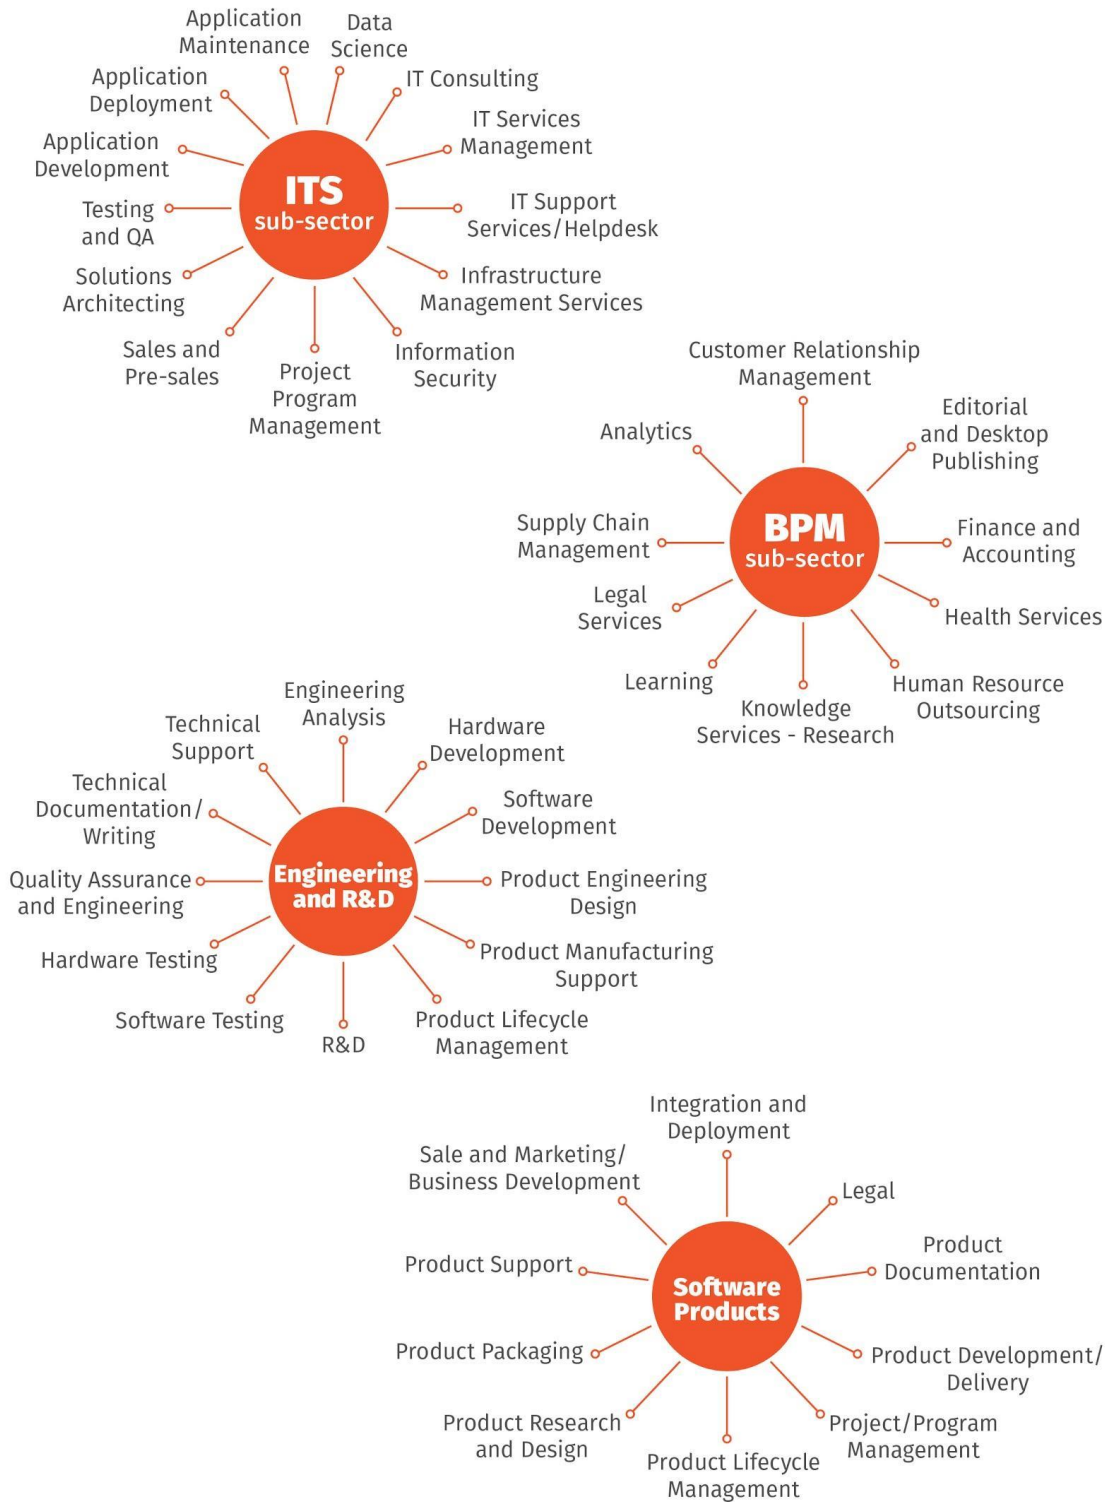 Application
Maintenance
Data
Science
Application
Deployment
IT Consulting
Application
Development
IT Services
Management
ITS
sub-sector
Testing
and QA
IT Support
Services/Helpdesk
Solutions
Architecting
Infrastructure
Management Services
Sales and
Pre-sales
Project
Program
Management
Information
Security
Customer Relationship
Management
Analytics
Editorial
and Desktop
Publishing
Supply Chain
Management
BPM
sub-sector
Finance and
Accounting
Legal
Services
Health Services
Learning
Knowledge
Services - Research
Human Resource
Outsourcing
Engineering
Analysis
Technical
Support
Hardware
Development
Technical
Documentation/
Writing
Software
Development
Quality Assurance
and Engineering
Engineering
and R&D
Product Engineering
Design
Hardware Testing
Product Manufacturing
Support
Software Testing
R&D
Product Lifecycle
Management
Integration and
Deployment
Sale and Marketing/
Business Development
Legal
Product Support
Product
Documentation
Software
Products
Product Packaging
Product Development/
Delivery
Product Research
and Design
Product Lifecycle
Management
Project/Program
Management